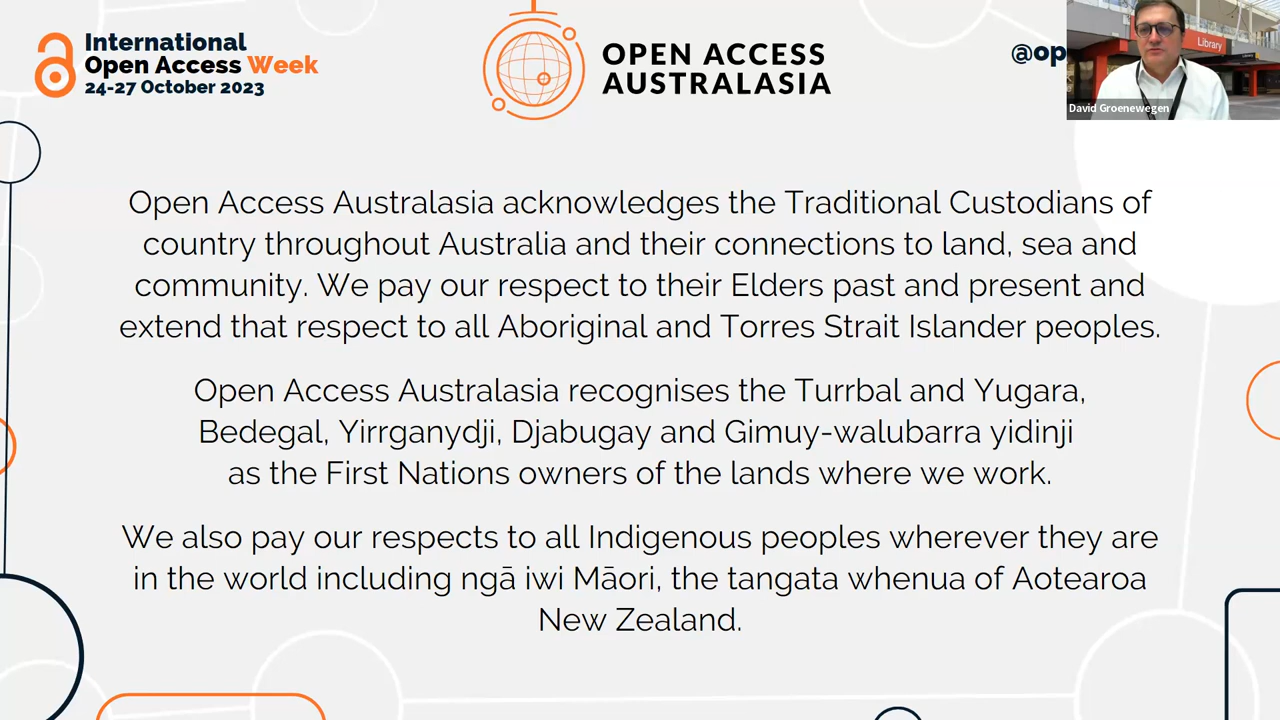 International
Open Access Week
24-27 October 2023
OPEN ACCESS
AUSTRALASIA
@op
Library
David Groenewegen
Open Access Australasia acknowledges the Traditional Custodians of
country throughout Australia and their connections to land, sea and
community. We pay our respect to their Elders past and present and
extend that respect to all Aboriginal and Torres Strait Islander peoples.
Open Access Australasia recognises the Turrbal and Yugara,
Bedegal, Yirrganydji, Djabugay and Gimuy-walubarra yidinji
as the First Nations owners of the lands where we work.
We also pay our respects to all Indigenous peoples wherever they are
in the world including ngā iwi Māori, the tangata whenua of Aotearoa
New Zealand.